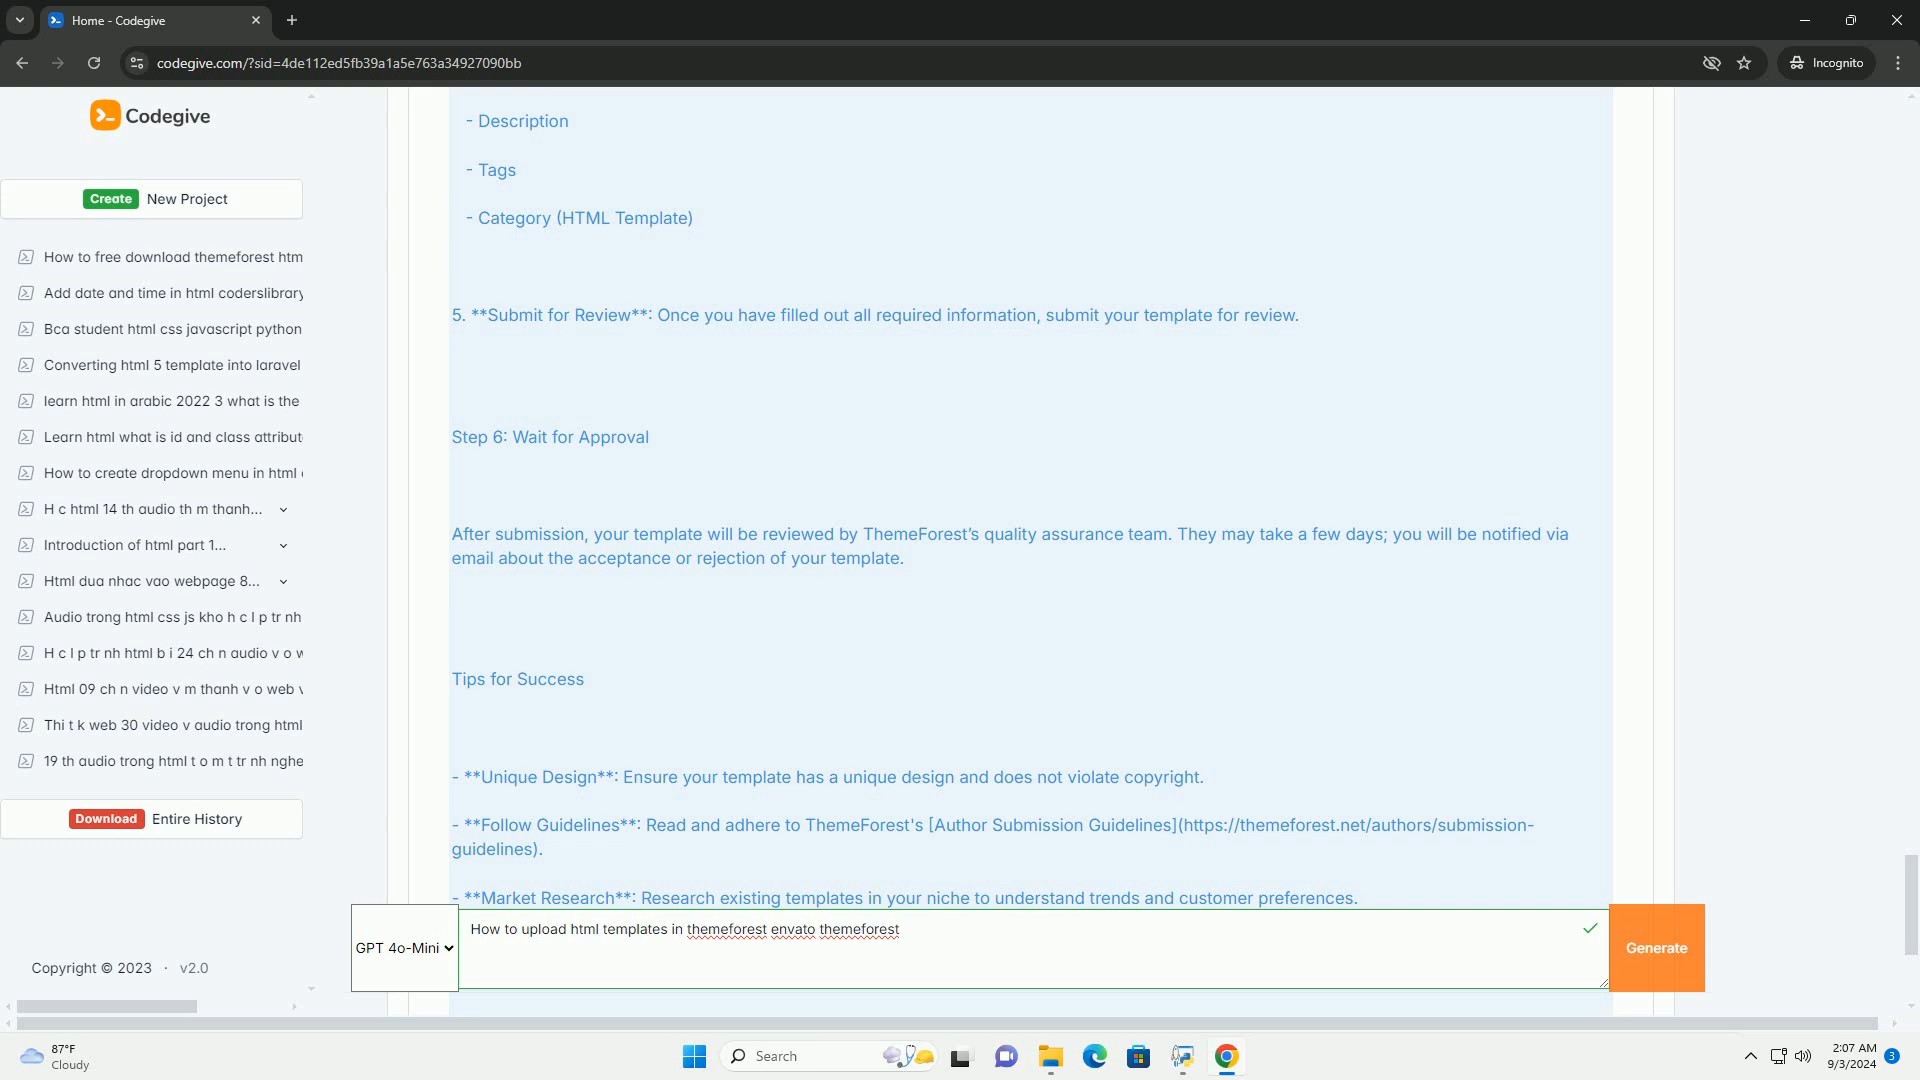 Home - Codegive
codegive.com/?sid=4de112ed5fb39a1a5e763a34927090bb
Incognito
Codegive
Create New Project
How to free download themeforest htm
Add date and time in html coderslibrary
Bca student html css javascript python
Converting html 5 template into laravel
learn html in arabic 2022 3 what is the
Learn html what is id and class attribut
How to create dropdown menu in html
H c html 14 th audio th m thanh...
Introduction of html part 1...
Html dua nhac vao webpage 8...
Audio trong html css js kho h c l p tr nh
H c l p tr nh html b i 24 ch n audio v o w
Html 09 ch n video v m thanh v o web v
Thi t k web 30 video v audio trong html
19 th audio trong html t o m t tr nh nghe
Download Entire History
Copyright © 2023 · v2.0
- Description
- Tags
- Category (HTML Template)
5. **Submit for Review**: Once you have filled out all required information, submit your template for review.
Step 6: Wait for Approval
After submission, your template will be reviewed by ThemeForest’s quality assurance team. They may take a few days; you will be notified via
email about the acceptance or rejection of your template.
Tips for Success
- **Unique Design**: Ensure your template has a unique design and does not violate copyright.
- **Follow Guidelines**: Read and adhere to ThemeForest's [Author Submission Guidelines](https://themeforest.net/authors/submission-
guidelines).
- **Market Research**: Research existing templates in your niche to understand trends and customer preferences.
GPT 4o-Mini
How to upload html templates in themeforest envato themeforest
Generate
87°F
Cloudy
Search
2:07 AM
9/3/2024
3